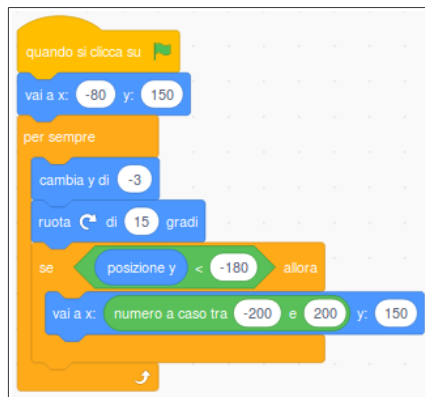 quando si clicca su
vai a x: -80 y: 150
per sempre
cambia y di -3
ruota di 15 gradi
se posizione y < -180 allora
vai a x: numero a caso tra -200 e 200 y: 150